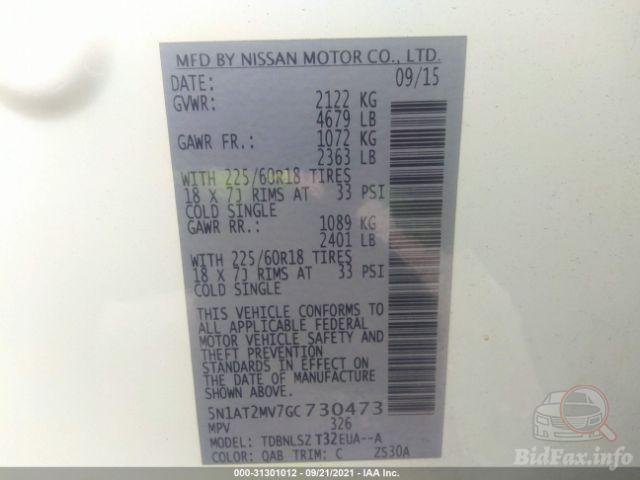 MFD BY NISSAN MOTOR CO., LTD.
DATE: 09/15
GVWR: 2122 KG
4679 LB
GAWR FR.: 1072 KG
2363 LB
WITH 225/60R18 TIRES
18 X 7J RIMS AT 33 PSI
COLD SINGLE
GAWR RR.: 1089 KG
2401 LB
WITH 225/60R18 TIRES
18 X 7J RIMS AT 33 PSI
COLD SINGLE
THIS VEHICLE CONFORMS TO
ALL APPLICABLE FEDERAL
MOTOR VEHICLE SAFETY AND
THEFT PREVENTION
STANDARDS IN EFFECT ON
THE DATE OF MANUFACTURE
SHOWN ABOVE.
5N1AT2MV7GC730473
MPV 326
MODEL: TDBNLSZ T32EUA--A
COLOR: QAB TRIM: C ZS30A
000-31301012 - 09/21/2021 - IAA Inc.
BidFax.info